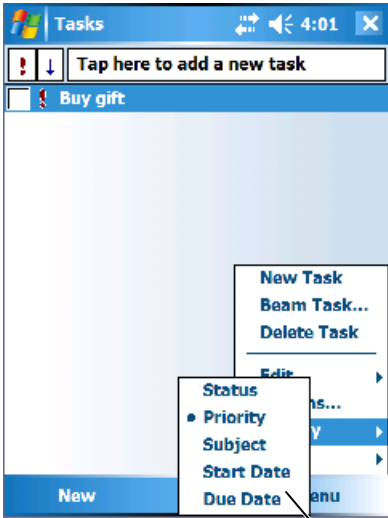 Tasks 4:01
! ↓ Tap here to add a new task
! Buy gift
New Task
Beam Task...
Delete Task
Status
Priority
Subject
Start Date
Due Date
New